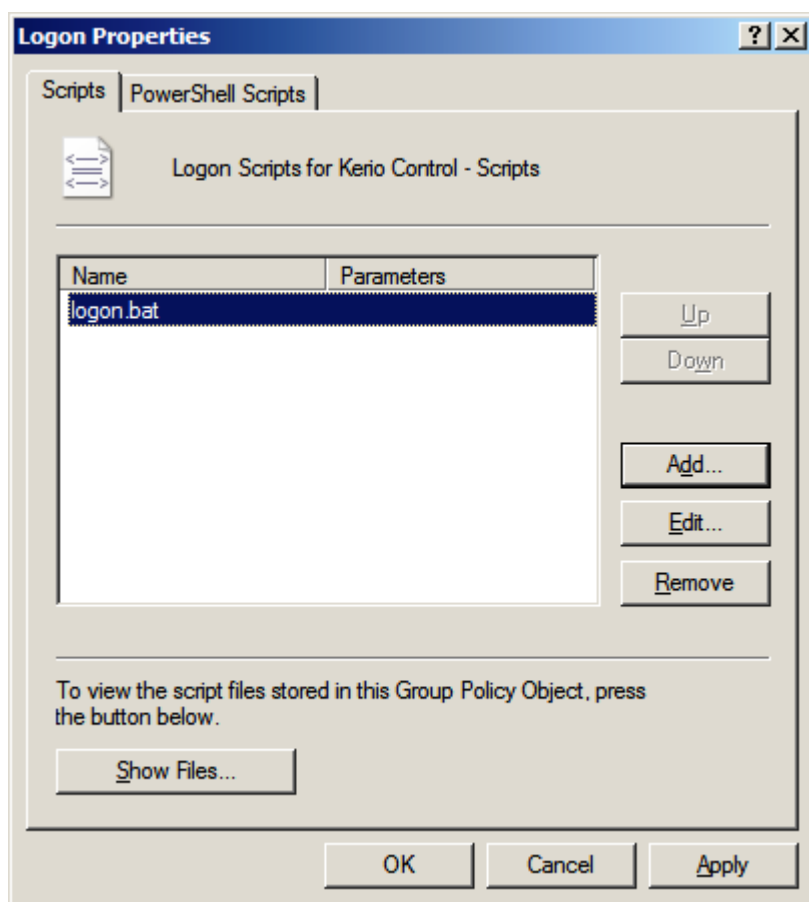 Logon Properties
Scripts
PowerShell Scripts
Logon Scripts for Kerio Control - Scripts
Name
Parameters
logon.bat
Up
Down
Add...
Edit...
Remove
To view the script files stored in this Group Policy Object, press
the button below.
Show Files...
OK
Cancel
Apply